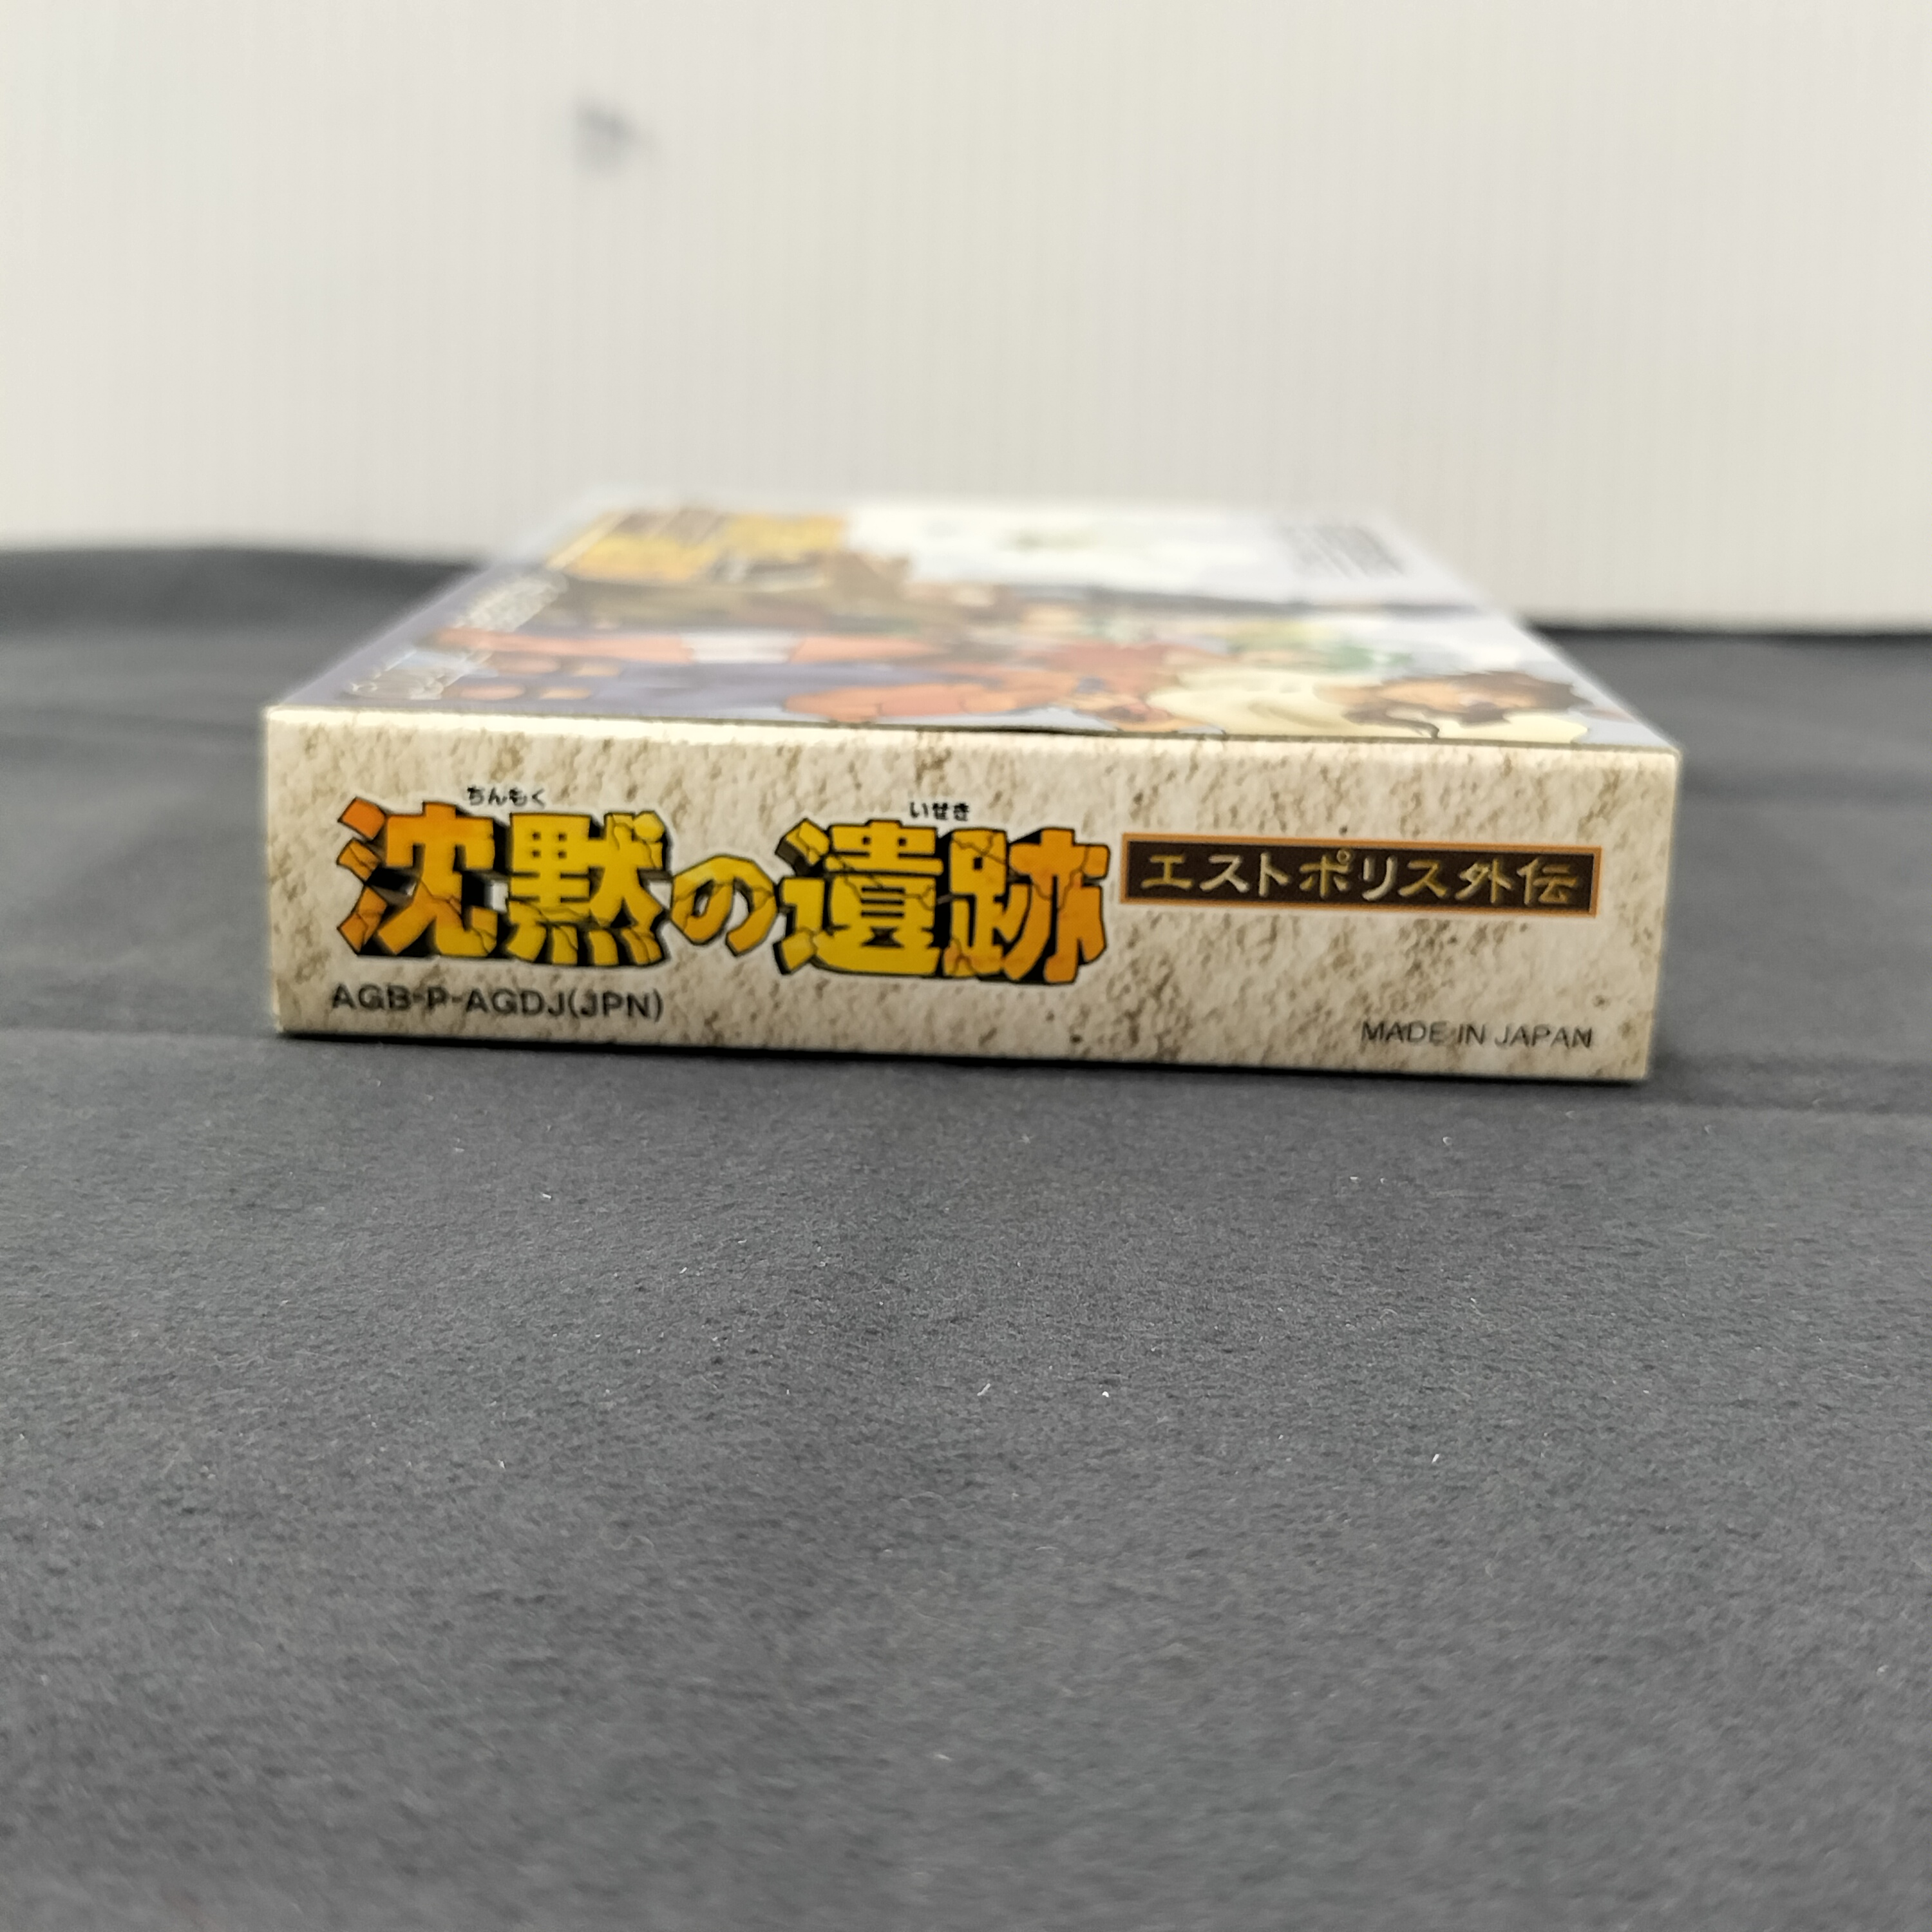 ちんもく いせき
沈黙の遺跡 エストポリス外伝
AGB-P-AGDJ(JPN)
MADE IN JAPAN